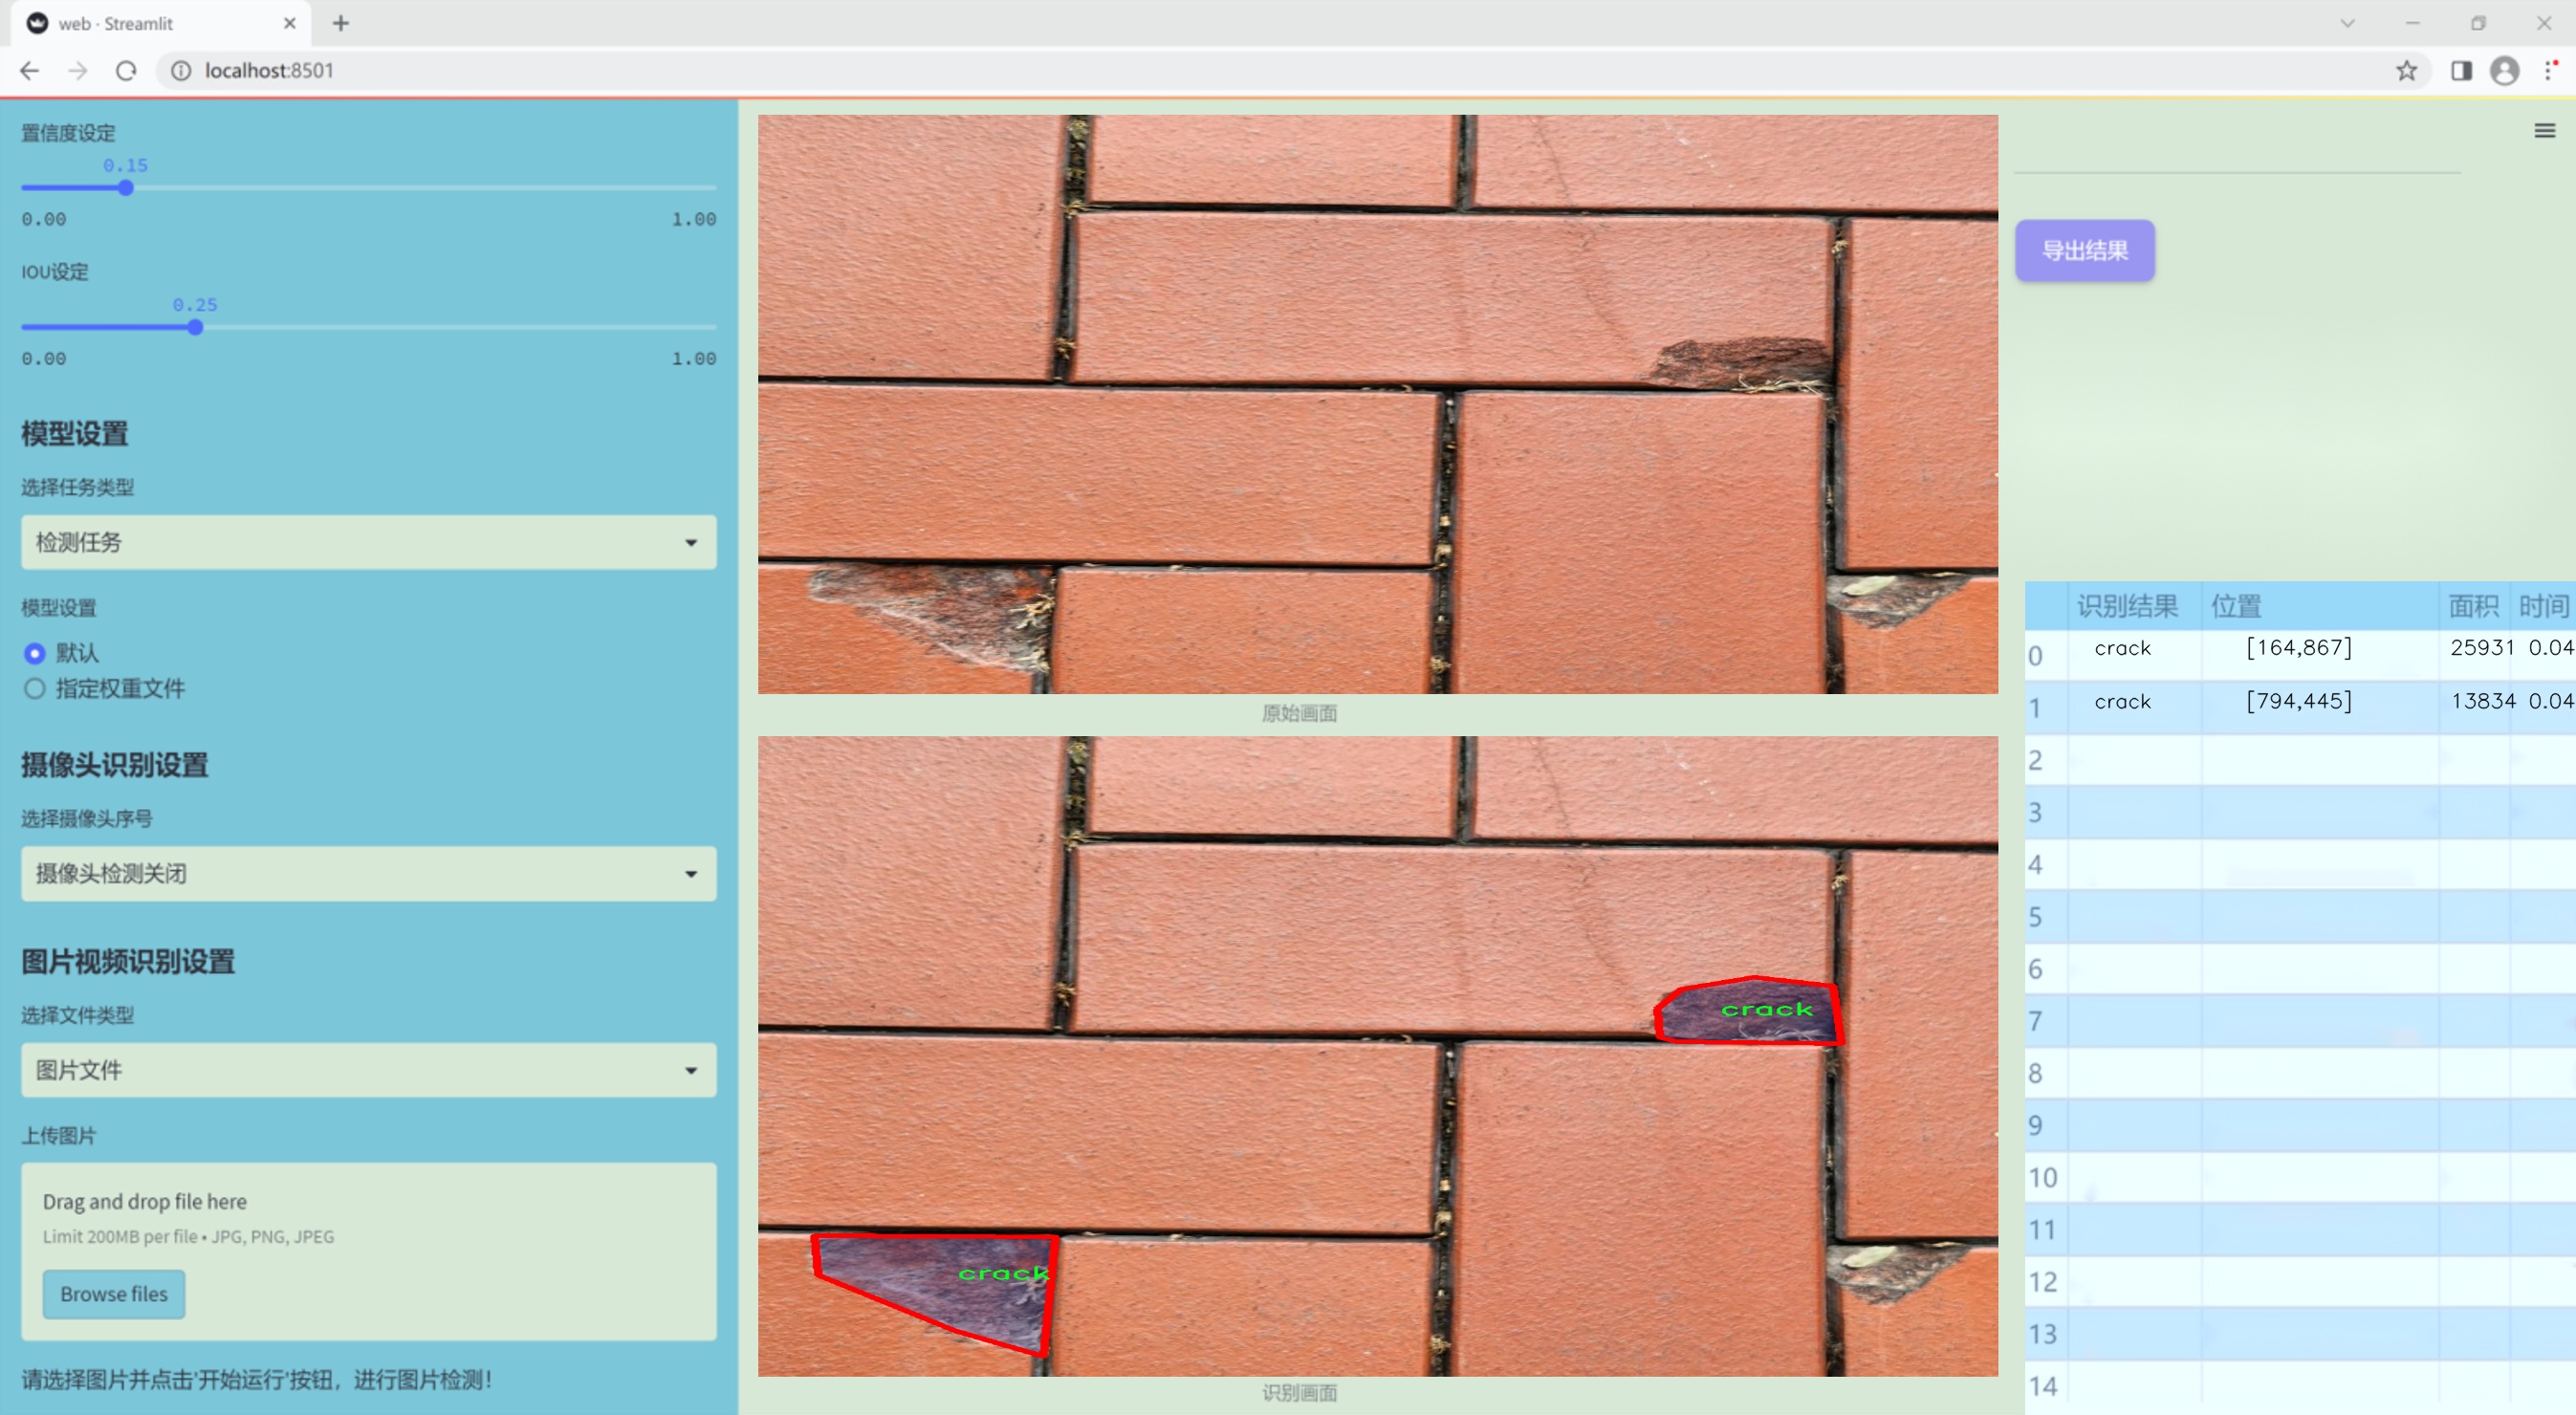 web · Streamlit
localhost:8501
置信度设定
0.15
0.00 1.00
IOU设定
0.25
0.00 1.00
模型设置
选择任务类型
检测任务
模型设置
默认
指定权重文件
摄像头识别设置
选择摄像头序号
摄像头检测关闭
图片视频识别设置
选择文件类型
图片文件
上传图片
Drag and drop file here
Limit 200MB per file • JPG, PNG, JPEG
Browse files
请选择图片并点击'开始运行'按钮，进行图片检测！
原始画面
crack
crack
识别画面
导出结果
识别结果 位置 面积 时间
0 crack [164,867] 25931 0.04
1 crack [794,445] 13834 0.04
2
3
4
5
6
7
8
9
10
11
12
13
14